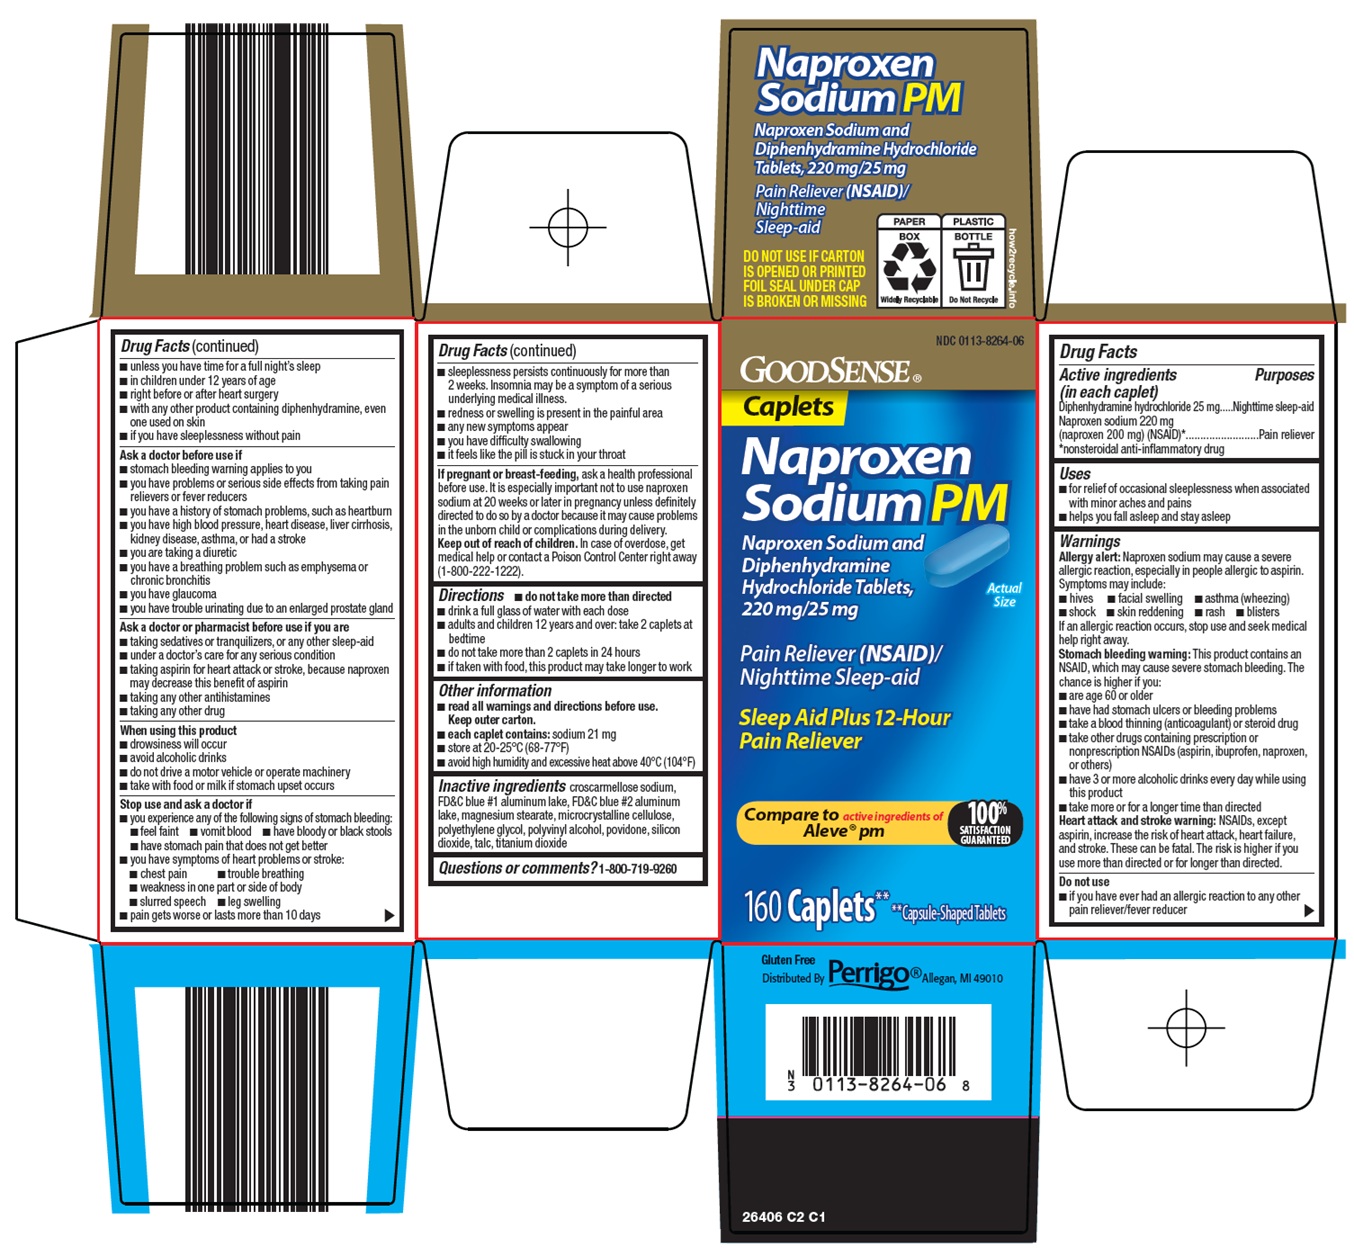 Naproxen
Sodium PM
Naproxen Sodium and
Diphenhydramine Hydrochloride
Tablets, 220 mg/25 mg
Pain Reliever (NSAID)/
Nighttime
Sleep-aid
DO NOT USE IF CARTON
IS OPENED OR PRINTED
FOIL SEAL UNDER CAP
IS BROKEN OR MISSING
PAPER
BOX
Widely Recyclable
PLASTIC
BOTTLE
Do Not Recycle
how2recycle.info
NDC 0113-8264-06
GOODSENSE®
Caplets
Naproxen
Sodium PM
Naproxen Sodium and
Diphenhydramine
Hydrochloride Tablets,
220 mg/25 mg
Actual
Size
Pain Reliever (NSAID)/
Nighttime Sleep-aid
Sleep Aid Plus 12-Hour
Pain Reliever
Compare to active ingredients of
Aleve® pm
100%
SATISFACTION
GUARANTEED
160 Caplets**
**Capsule-Shaped Tablets
Drug Facts
Active ingredients Purposes
(in each caplet)
Diphenhydramine hydrochloride 25 mg.....Nighttime sleep-aid
Naproxen sodium 220 mg
(naproxen 200 mg) (NSAID)*.........................Pain reliever
*nonsteroidal anti-inflammatory drug
Uses
■ for relief of occasional sleeplessness when associated
with minor aches and pains
■ helps you fall asleep and stay asleep
Warnings
Allergy alert: Naproxen sodium may cause a severe
allergic reaction, especially in people allergic to aspirin.
Symptoms may include:
■ hives ■ facial swelling ■ asthma (wheezing)
■ shock ■ skin reddening ■ rash ■ blisters
If an allergic reaction occurs, stop use and seek medical
help right away.
Stomach bleeding warning: This product contains an
NSAID, which may cause severe stomach bleeding. The
chance is higher if you:
■ are age 60 or older
■ have had stomach ulcers or bleeding problems
■ take a blood thinning (anticoagulant) or steroid drug
■ take other drugs containing prescription or
nonprescription NSAIDs (aspirin, ibuprofen, naproxen,
or others)
■ have 3 or more alcoholic drinks every day while using
this product
■ take more or for a longer time than directed
Heart attack and stroke warning: NSAIDs, except
aspirin, increase the risk of heart attack, heart failure,
and stroke. These can be fatal. The risk is higher if you
use more than directed or for longer than directed.
Do not use
■ if you have ever had an allergic reaction to any other
pain reliever/fever reducer
Drug Facts (continued)
■ unless you have time for a full night's sleep
■ in children under 12 years of age
■ right before or after heart surgery
■ with any other product containing diphenhydramine, even
one used on skin
■ if you have sleeplessness without pain
Ask a doctor before use if
■ stomach bleeding warning applies to you
■ you have problems or serious side effects from taking pain
relievers or fever reducers
■ you have a history of stomach problems, such as heartburn
■ you have high blood pressure, heart disease, liver cirrhosis,
kidney disease, asthma, or had a stroke
■ you are taking a diuretic
■ you have a breathing problem such as emphysema or
chronic bronchitis
■ you have glaucoma
■ you have trouble urinating due to an enlarged prostate gland
Ask a doctor or pharmacist before use if you are
■ taking sedatives or tranquilizers, or any other sleep-aid
■ under a doctor's care for any serious condition
■ taking aspirin for heart attack or stroke, because naproxen
may decrease this benefit of aspirin
■ taking any other antihistamines
■ taking any other drug
When using this product
■ drowsiness will occur
■ avoid alcoholic drinks
■ do not drive a motor vehicle or operate machinery
■ take with food or milk if stomach upset occurs
Stop use and ask a doctor if
■ you experience any of the following signs of stomach bleeding:
■ feel faint ■ vomit blood ■ have bloody or black stools
■ have stomach pain that does not get better
■ you have symptoms of heart problems or stroke:
■ chest pain ■ trouble breathing
■ weakness in one part or side of body
■ slurred speech ■ leg swelling
■ pain gets worse or lasts more than 10 days
Drug Facts (continued)
■ sleeplessness persists continuously for more than
2 weeks. Insomnia may be a symptom of a serious
underlying medical illness.
■ redness or swelling is present in the painful area
■ any new symptoms appear
■ you have difficulty swallowing
■ it feels like the pill is stuck in your throat
If pregnant or breast-feeding, ask a health professional
before use. It is especially important not to use naproxen
sodium at 20 weeks or later in pregnancy unless definitely
directed to do so by a doctor because it may cause problems
in the unborn child or complications during delivery.
Keep out of reach of children. In case of overdose, get
medical help or contact a Poison Control Center right away
(1-800-222-1222).
Directions ■ do not take more than directed
■ drink a full glass of water with each dose
■ adults and children 12 years and over: take 2 caplets at
bedtime
■ do not take more than 2 caplets in 24 hours
■ if taken with food, this product may take longer to work
Other information
■ read all warnings and directions before use.
Keep outer carton.
■ each caplet contains: sodium 21 mg
■ store at 20-25°C (68-77°F)
■ avoid high humidity and excessive heat above 40°C (104°F)
Inactive ingredients croscarmellose sodium,
FD&C blue #1 aluminum lake, FD&C blue #2 aluminum
lake, magnesium stearate, microcrystalline cellulose,
polyethylene glycol, polyvinyl alcohol, povidone, silicon
dioxide, talc, titanium dioxide
Questions or comments? 1-800-719-9260
Gluten Free
Distributed By Perrigo® Allegan, MI 49010
N
3 0113-8264-06 8
26406 C2 C1